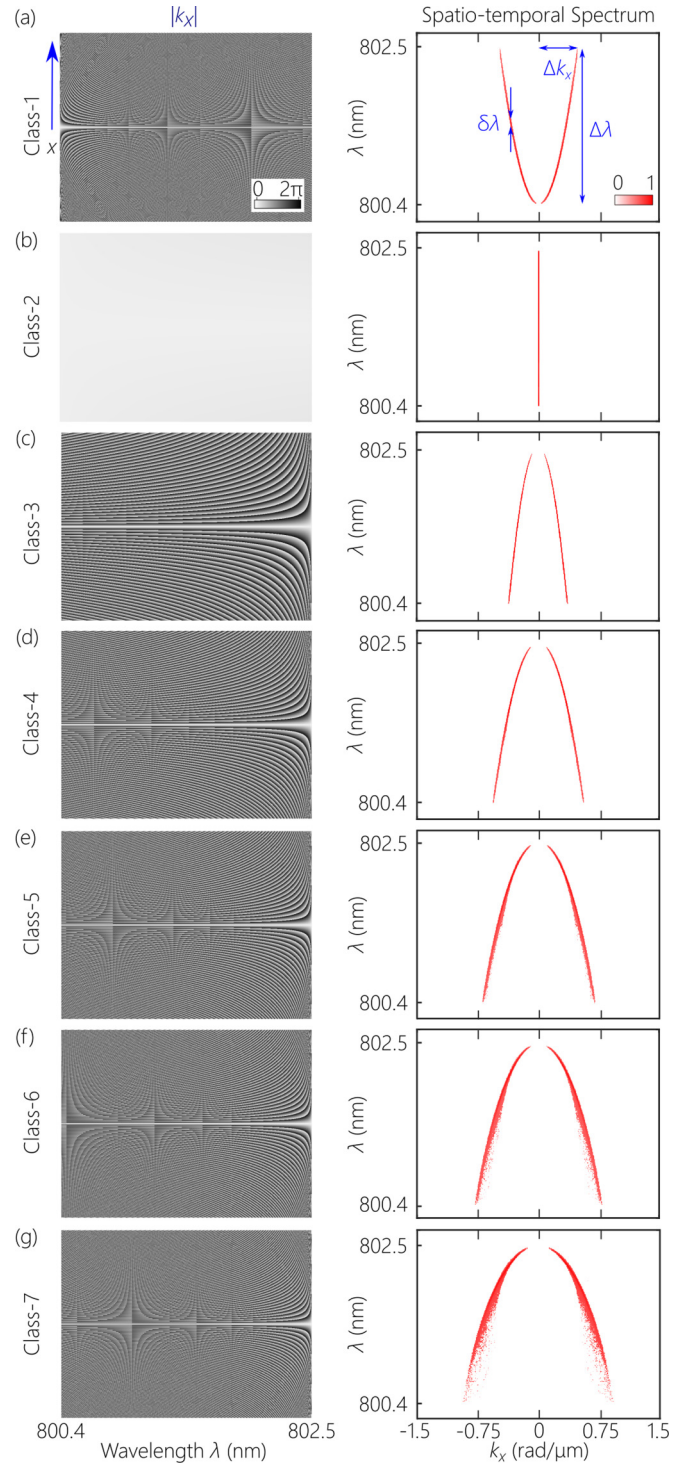 (a)
|kₓ|
Spatio-temporal Spectrum
Class-1
x
0 2π
802.5
λ (nm)
800.4
δλ
Δkₓ
Δλ
0 1
(b)
Class-2
802.5
λ (nm)
800.4
(c)
Class-3
802.5
λ (nm)
800.4
(d)
Class-4
802.5
λ (nm)
800.4
(e)
Class-5
802.5
λ (nm)
800.4
(f)
Class-6
802.5
λ (nm)
800.4
(g)
Class-7
802.5
λ (nm)
800.4
800.4 802.5
Wavelength λ (nm)
-1.5 -0.75 0 0.75 1.5
kₓ (rad/μm)